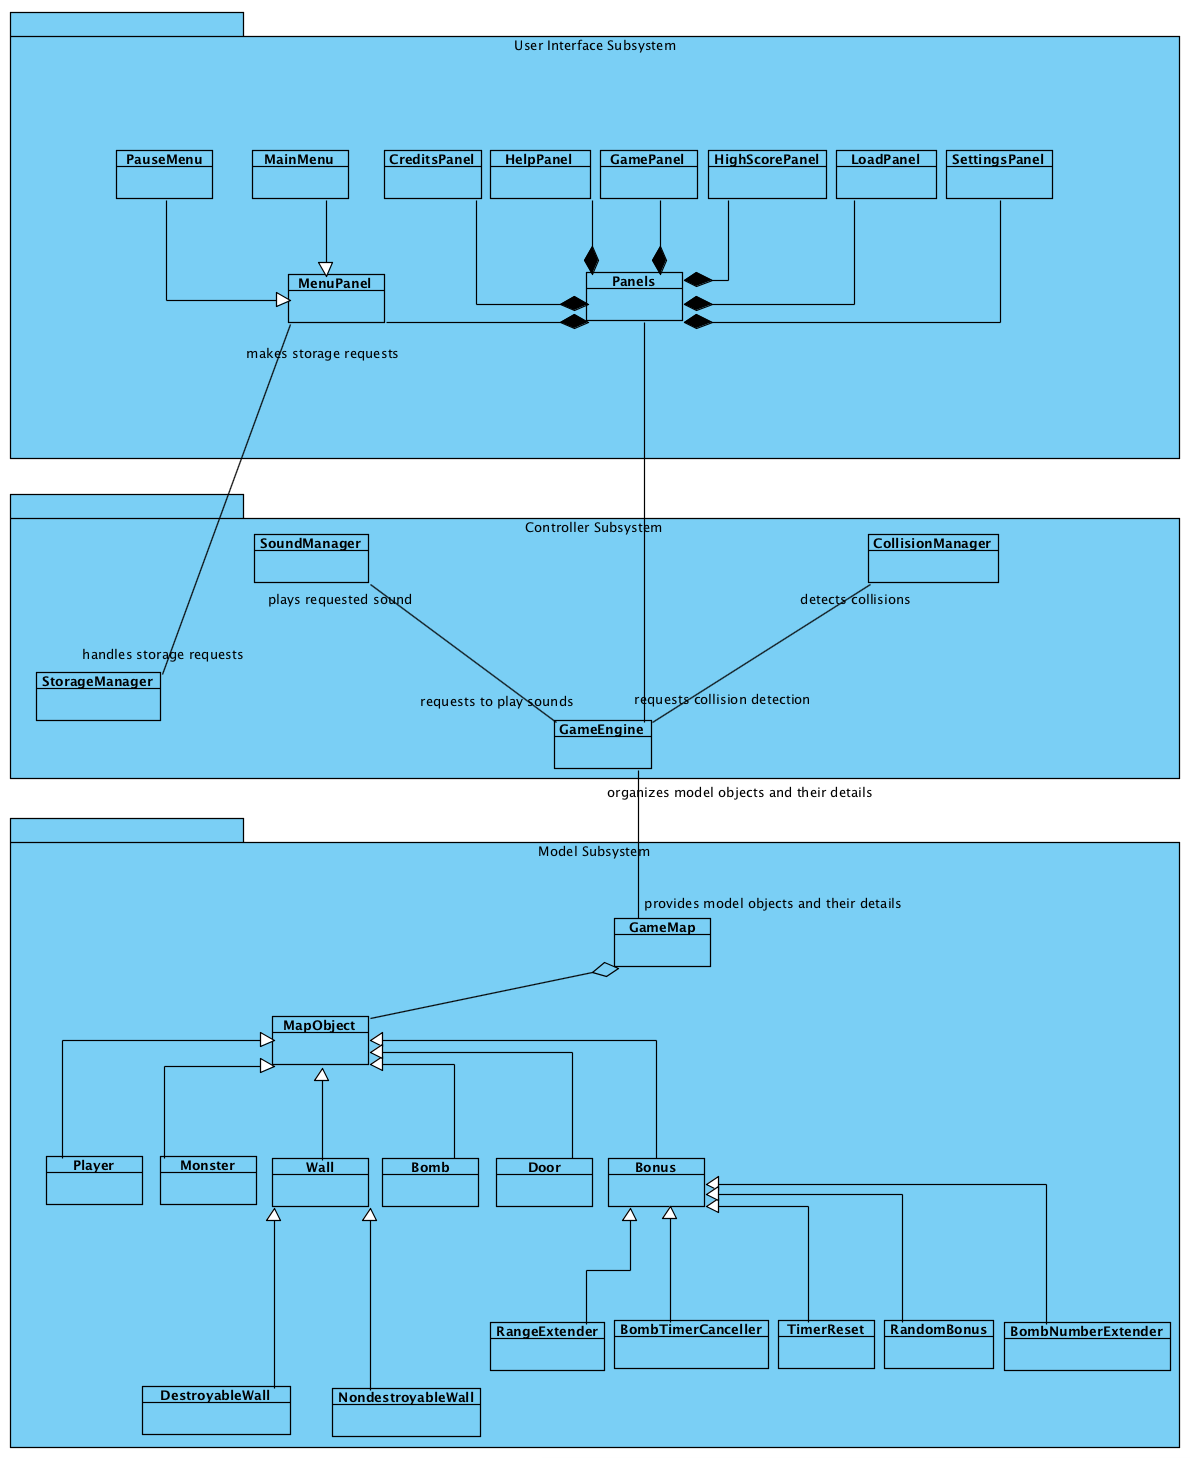 User Interface Subsystem
PauseMenu
MainMenu
CreditsPanel
HelpPanel
GamePanel
HighScorePanel
LoadPanel
SettingsPanel
MenuPanel
Panels
makes storage requests
Controller Subsystem
SoundManager
CollisionManager
plays requested sound
detects collisions
handles storage requests
StorageManager
requests to play sounds
requests collision detection
GameEngine
organizes model objects and their details
Model Subsystem
provides model objects and their details
GameMap
MapObject
Player
Monster
Wall
Bomb
Door
Bonus
RangeExtender
BombTimerCanceller
TimerReset
RandomBonus
BombNumberExtender
DestroyableWall
NondestroyableWall